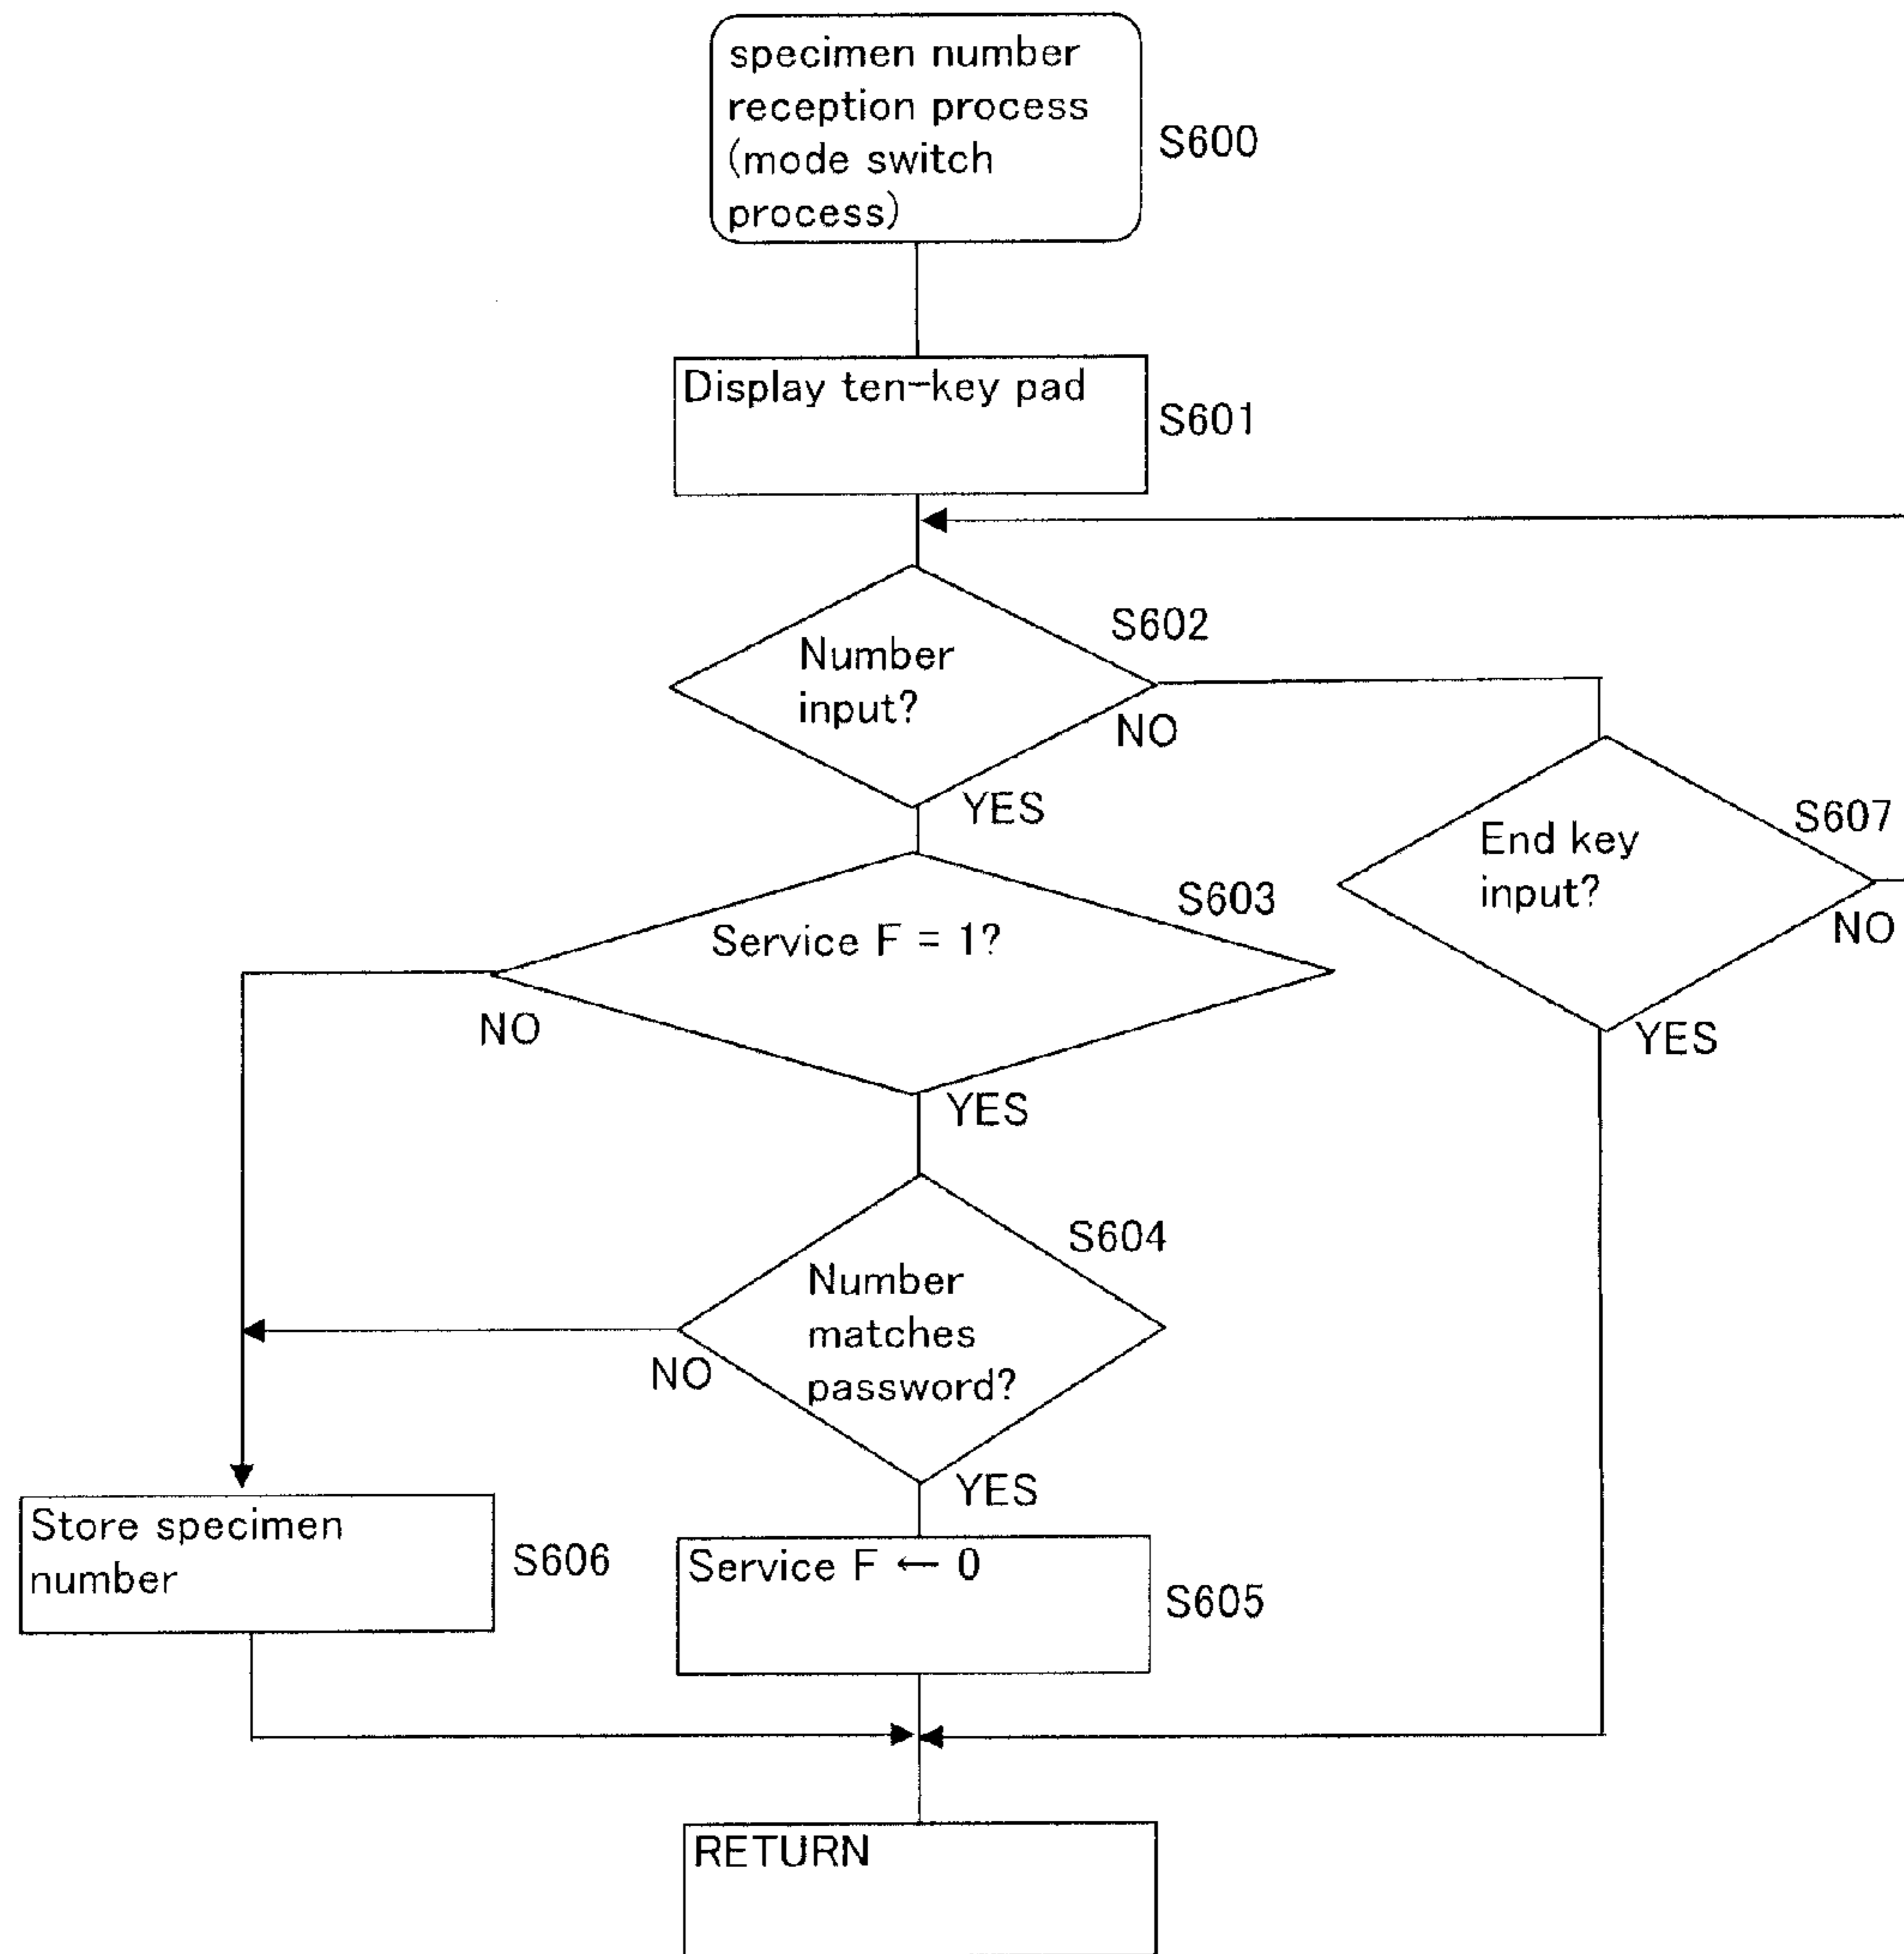 specimen number
reception process
(mode switch
process)
S600
Display ten-key pad
S601
S602
Number
input?
NO
YES
S607
End key
input?
NO
YES
S603
Service F = 1?
NO
YES
S604
Number
matches
password?
NO
YES
Store specimen
number
S606
Service F ← 0
S605
RETURN